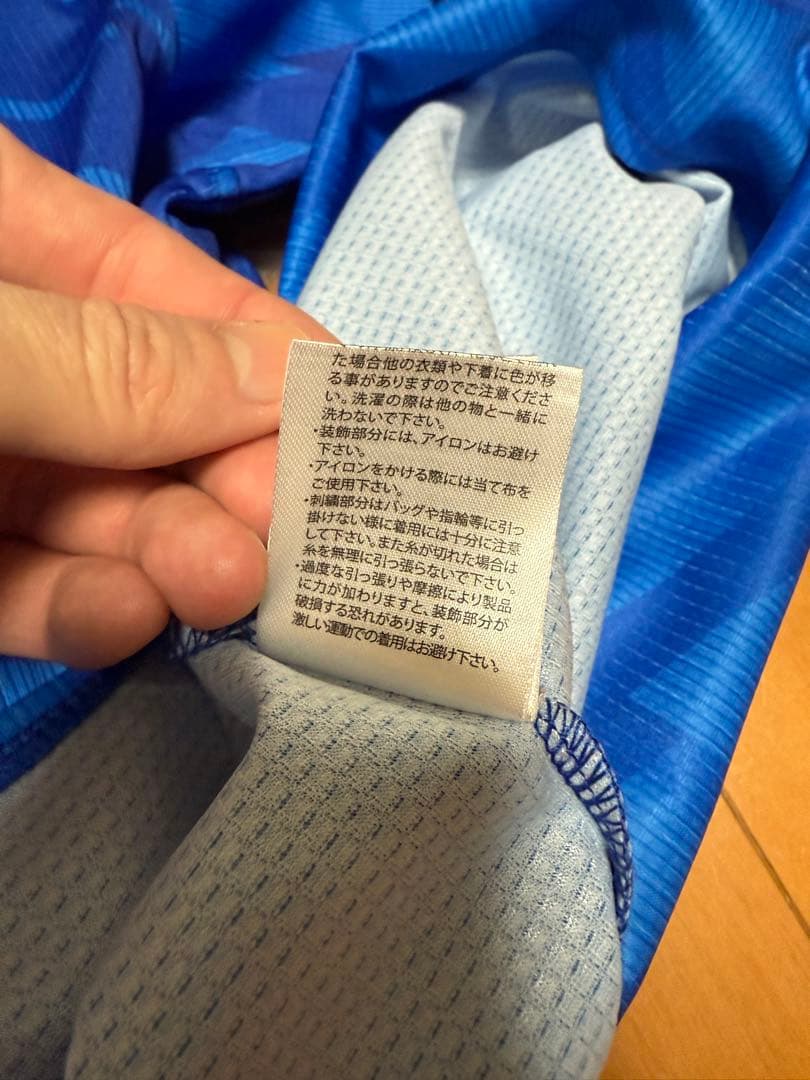 た場合他の衣類や下着に色が移
る事がありますのでご注意くださ
い。洗濯の際は他の物と一緒に
洗わないで下さい。
・装飾部分には、アイロンはお避け
下さい。
・アイロンをかける際には当て布を
ご使用下さい。
・刺繍部分はバッグや指輪等に引っ
掛けない様に着用には十分に注意
して下さい。また糸が切れた場合は
糸を無理に引っ張らないで下さい。
・過度な引っ張りや摩擦により製品
に力が加わりますと、装飾部分が
破損する恐れがあります。
激しい運動での着用はお避け下さい。